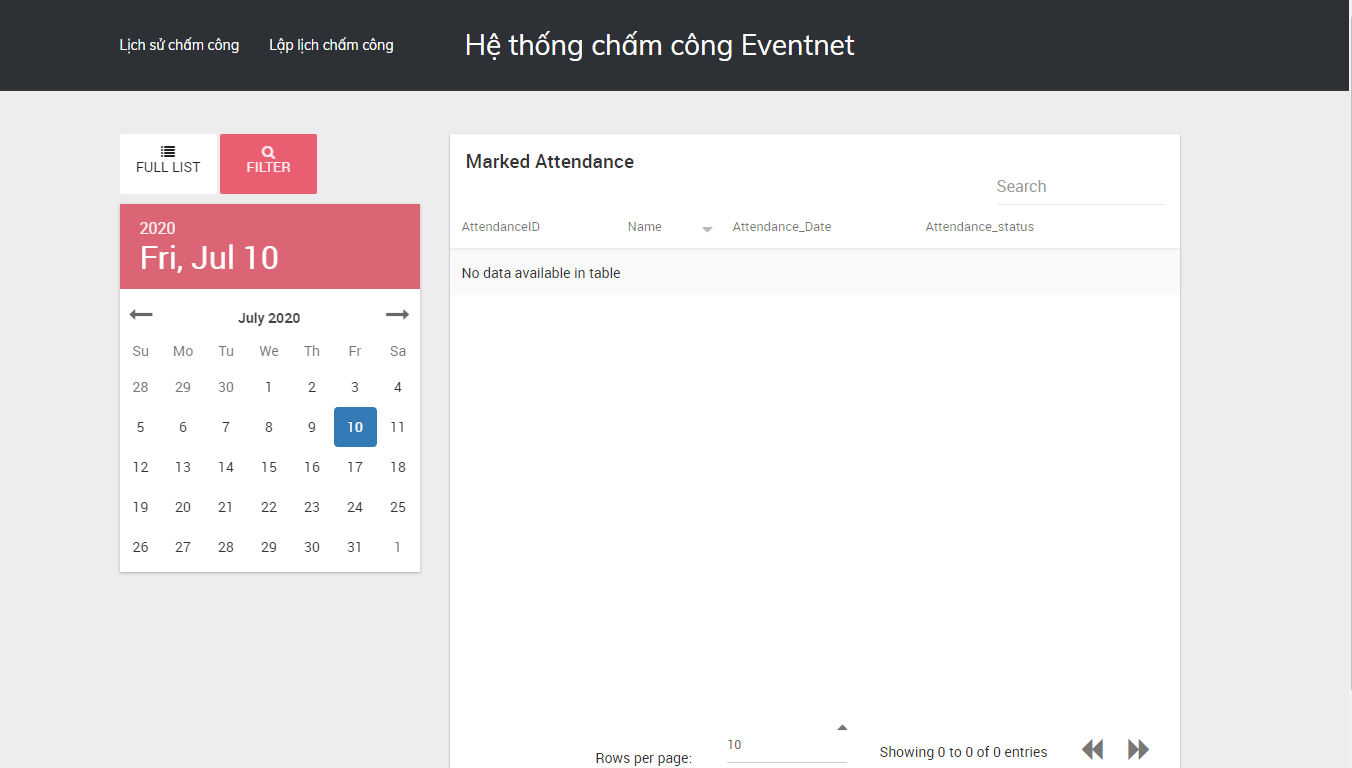 Lịch sử chấm công Lập lịch chấm công Hệ thống chấm công Eventnet
FULL LIST FILTER
2020
Fri, Jul 10
July 2020
Su Mo Tu We Th Fr Sa
28 29 30 1 2 3 4
5 6 7 8 9 10 11
12 13 14 15 16 17 18
19 20 21 22 23 24 25
26 27 28 29 30 31 1
Marked Attendance
Search
AttendanceID Name Attendance_Date Attendance_status
No data available in table
Rows per page: 10 Showing 0 to 0 of 0 entries